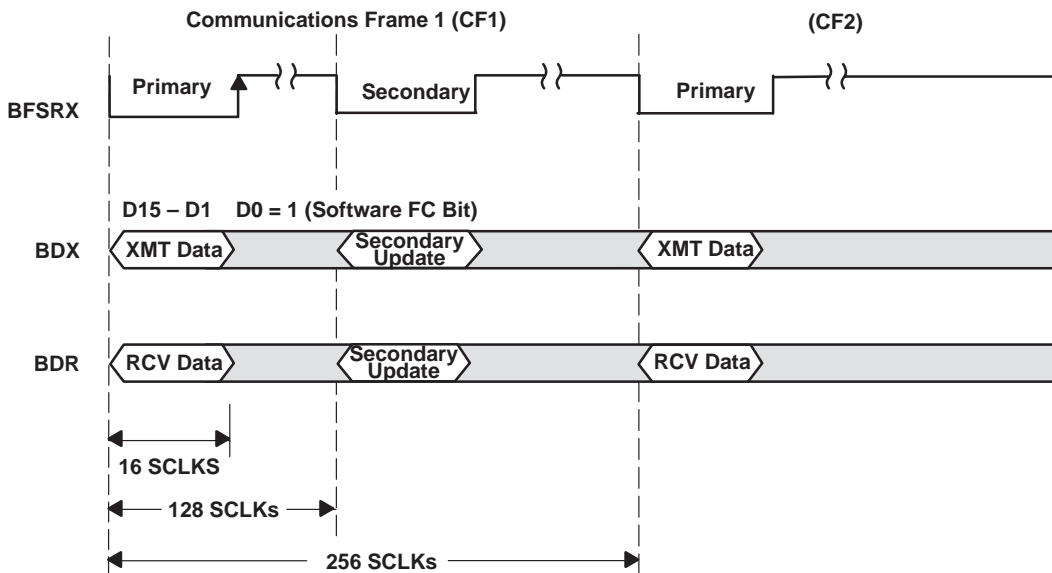 Communications Frame 1 (CF1)
(CF2)
BFSRX
Primary
Secondary
Primary
D15 – D1 D0 = 1 (Software FC Bit)
BDX
XMT Data
Secondary
Update
XMT Data
BDR
RCV Data
Secondary
Update
RCV Data
16 SCLKS
128 SCLKs
256 SCLKs